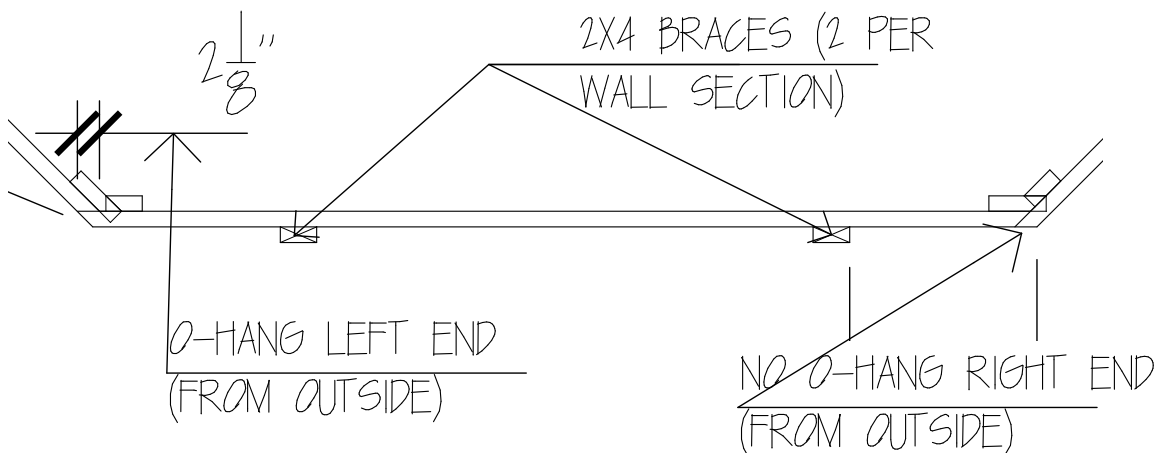 2 1/8"
2X4 BRACES (2 PER
WALL SECTION)
O-HANG LEFT END
(FROM OUTSIDE)
NO O-HANG RIGHT END
(FROM OUTSIDE)